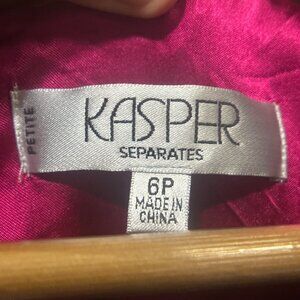 PETITE
KASPER
SEPARATES
6P
MADE IN
CHINA